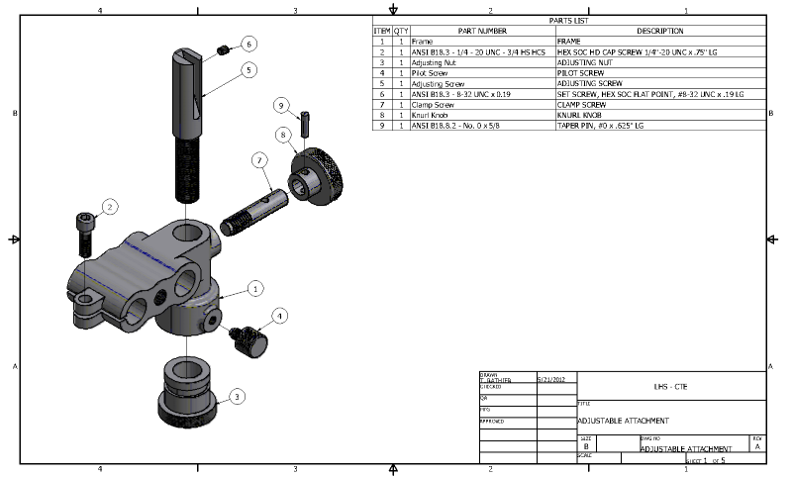 4 3 2 1
PARTS LIST
ITEM QTY PART NUMBER DESCRIPTION
1 1 Frame FRAME
2 1 ANSI B18.3 - 1/4 - 20 UNC - 3/4 HS HCS HEX SOC HD CAP SCREW 1/4"-20 UNC x .75" LG
3 1 Adjusting Nut ADJUSTING NUT
4 1 Pilot Screw PILOT SCREW
5 1 Adjusting Screw ADJUSTING SCREW
6 1 ANSI B18.3 - 8-32 UNC x 0.19 SET SCREW, HEX SOC FLAT POINT, #8-32 UNC x .19 LG
7 1 Clamp Screw CLAMP SCREW
8 1 Knurl Knob KNURL KNOB
9 1 ANSI B18.8.2 - No. 0 x 5/8 TAPER PIN, #0 x .625" LG
6
5
9
B B
8
7
2
1
4
A A
3
DRAWN
5/21/2012
CHECKED
LHS - CTE
QA
TITLE
MFG
APPROVED
ADJUSTABLE ATTACHMENT
SIZE DWG NO REV
B ADJUSTABLE ATTACHMENT A
SCALE
SHEET 1 OF 5
4 3 2 1